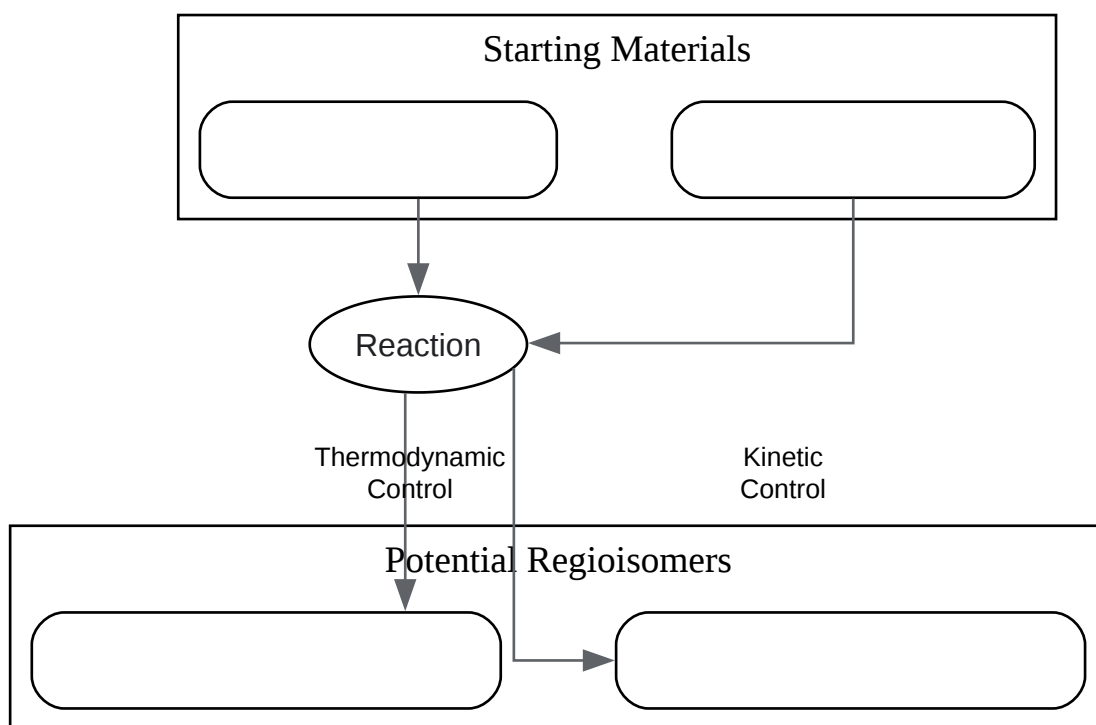 Starting Materials
Reaction
Thermodynamic
Control
Kinetic
Control
Potential Regioisomers